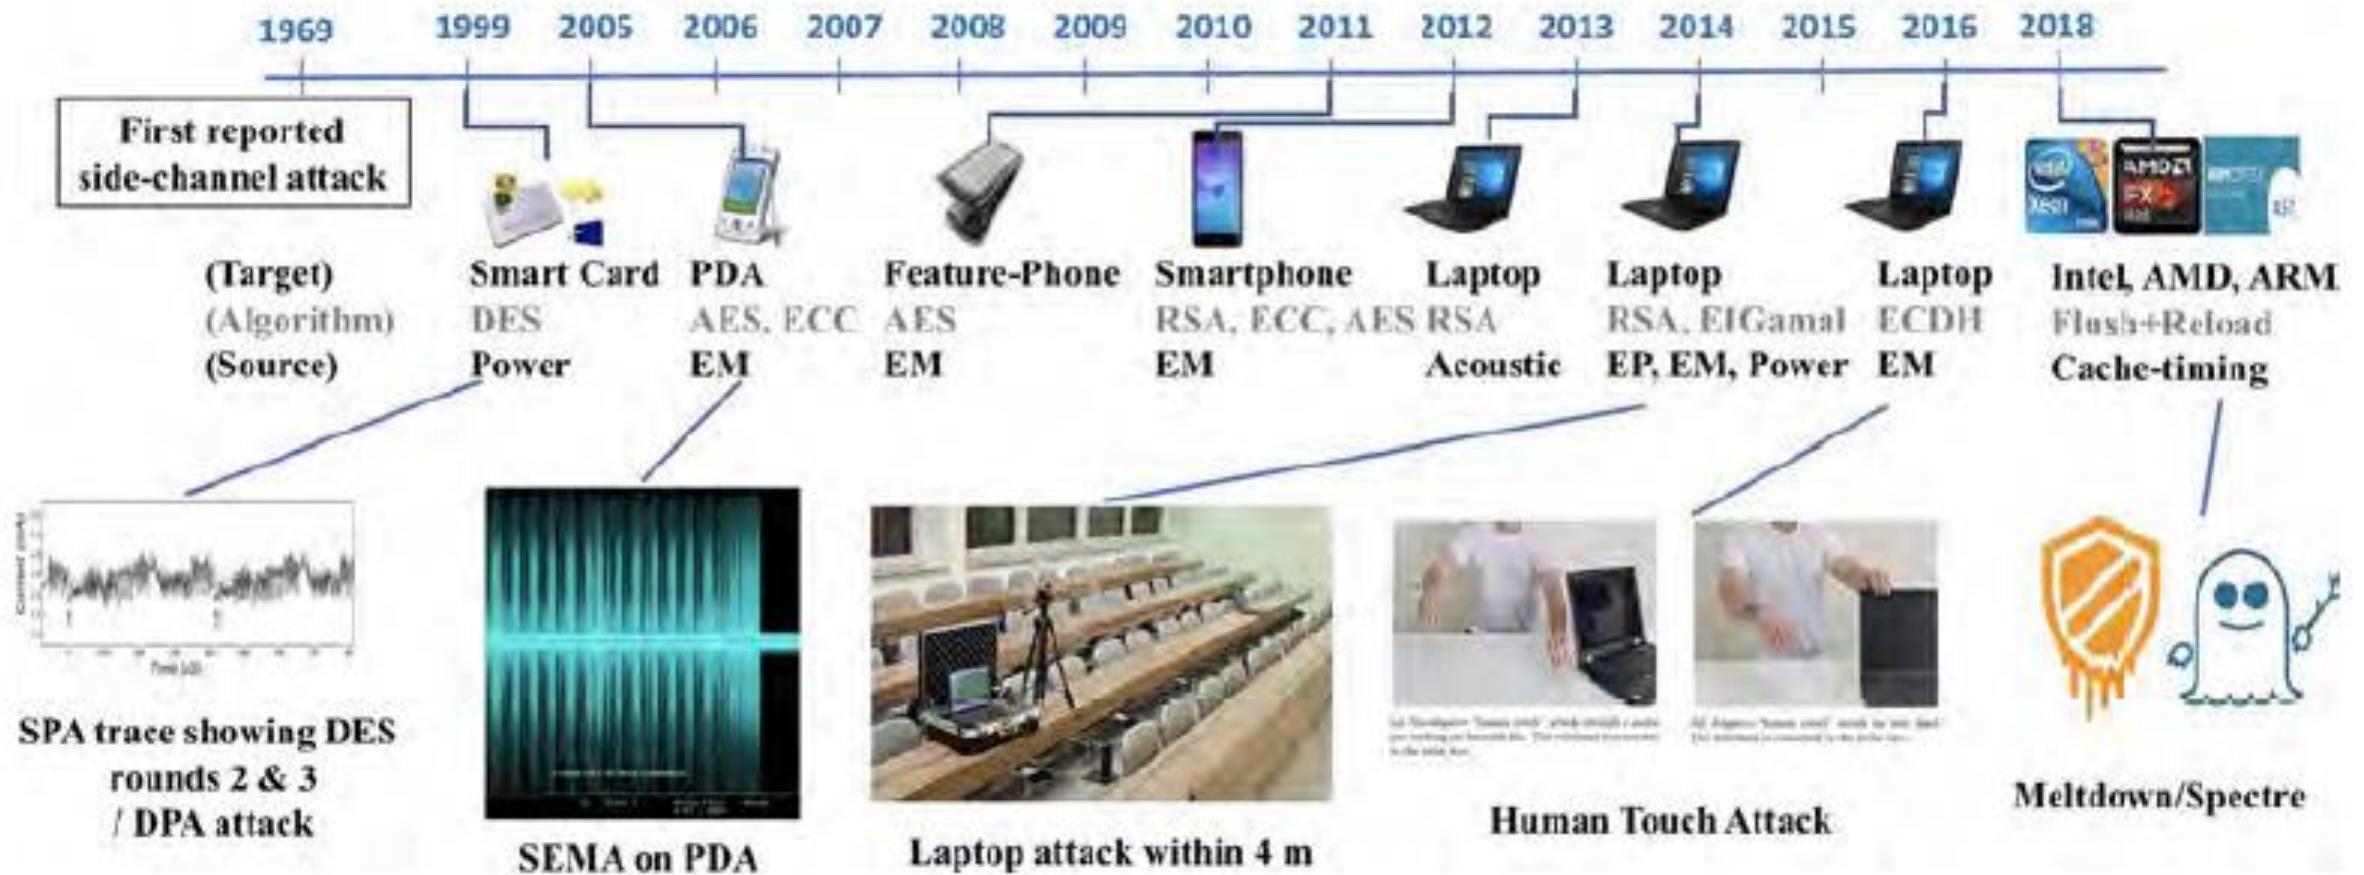 1969 1999 2005 2006 2007 2008 2009 2010 2011 2012 2013 2014 2015 2016 2018
First reported
side-channel attack
(Target)
(Algorithm)
(Source)
Smart Card
DES
Power
PDA
AES, ECC
EM
Feature-Phone
AES
EM
Smartphone
RSA, ECC, AES
EM
Laptop
RSA
Acoustic
Laptop
RSA, ElGamal
EP, EM, Power
Laptop
ECDH
EM
Xeon
AMD
FX
Intel, AMD, ARM
Flush+Reload
Cache-timing
SPA trace showing DES
rounds 2 & 3
/ DPA attack
SEMA on PDA
Laptop attack within 4 m
Human Touch Attack
Meltdown/Spectre